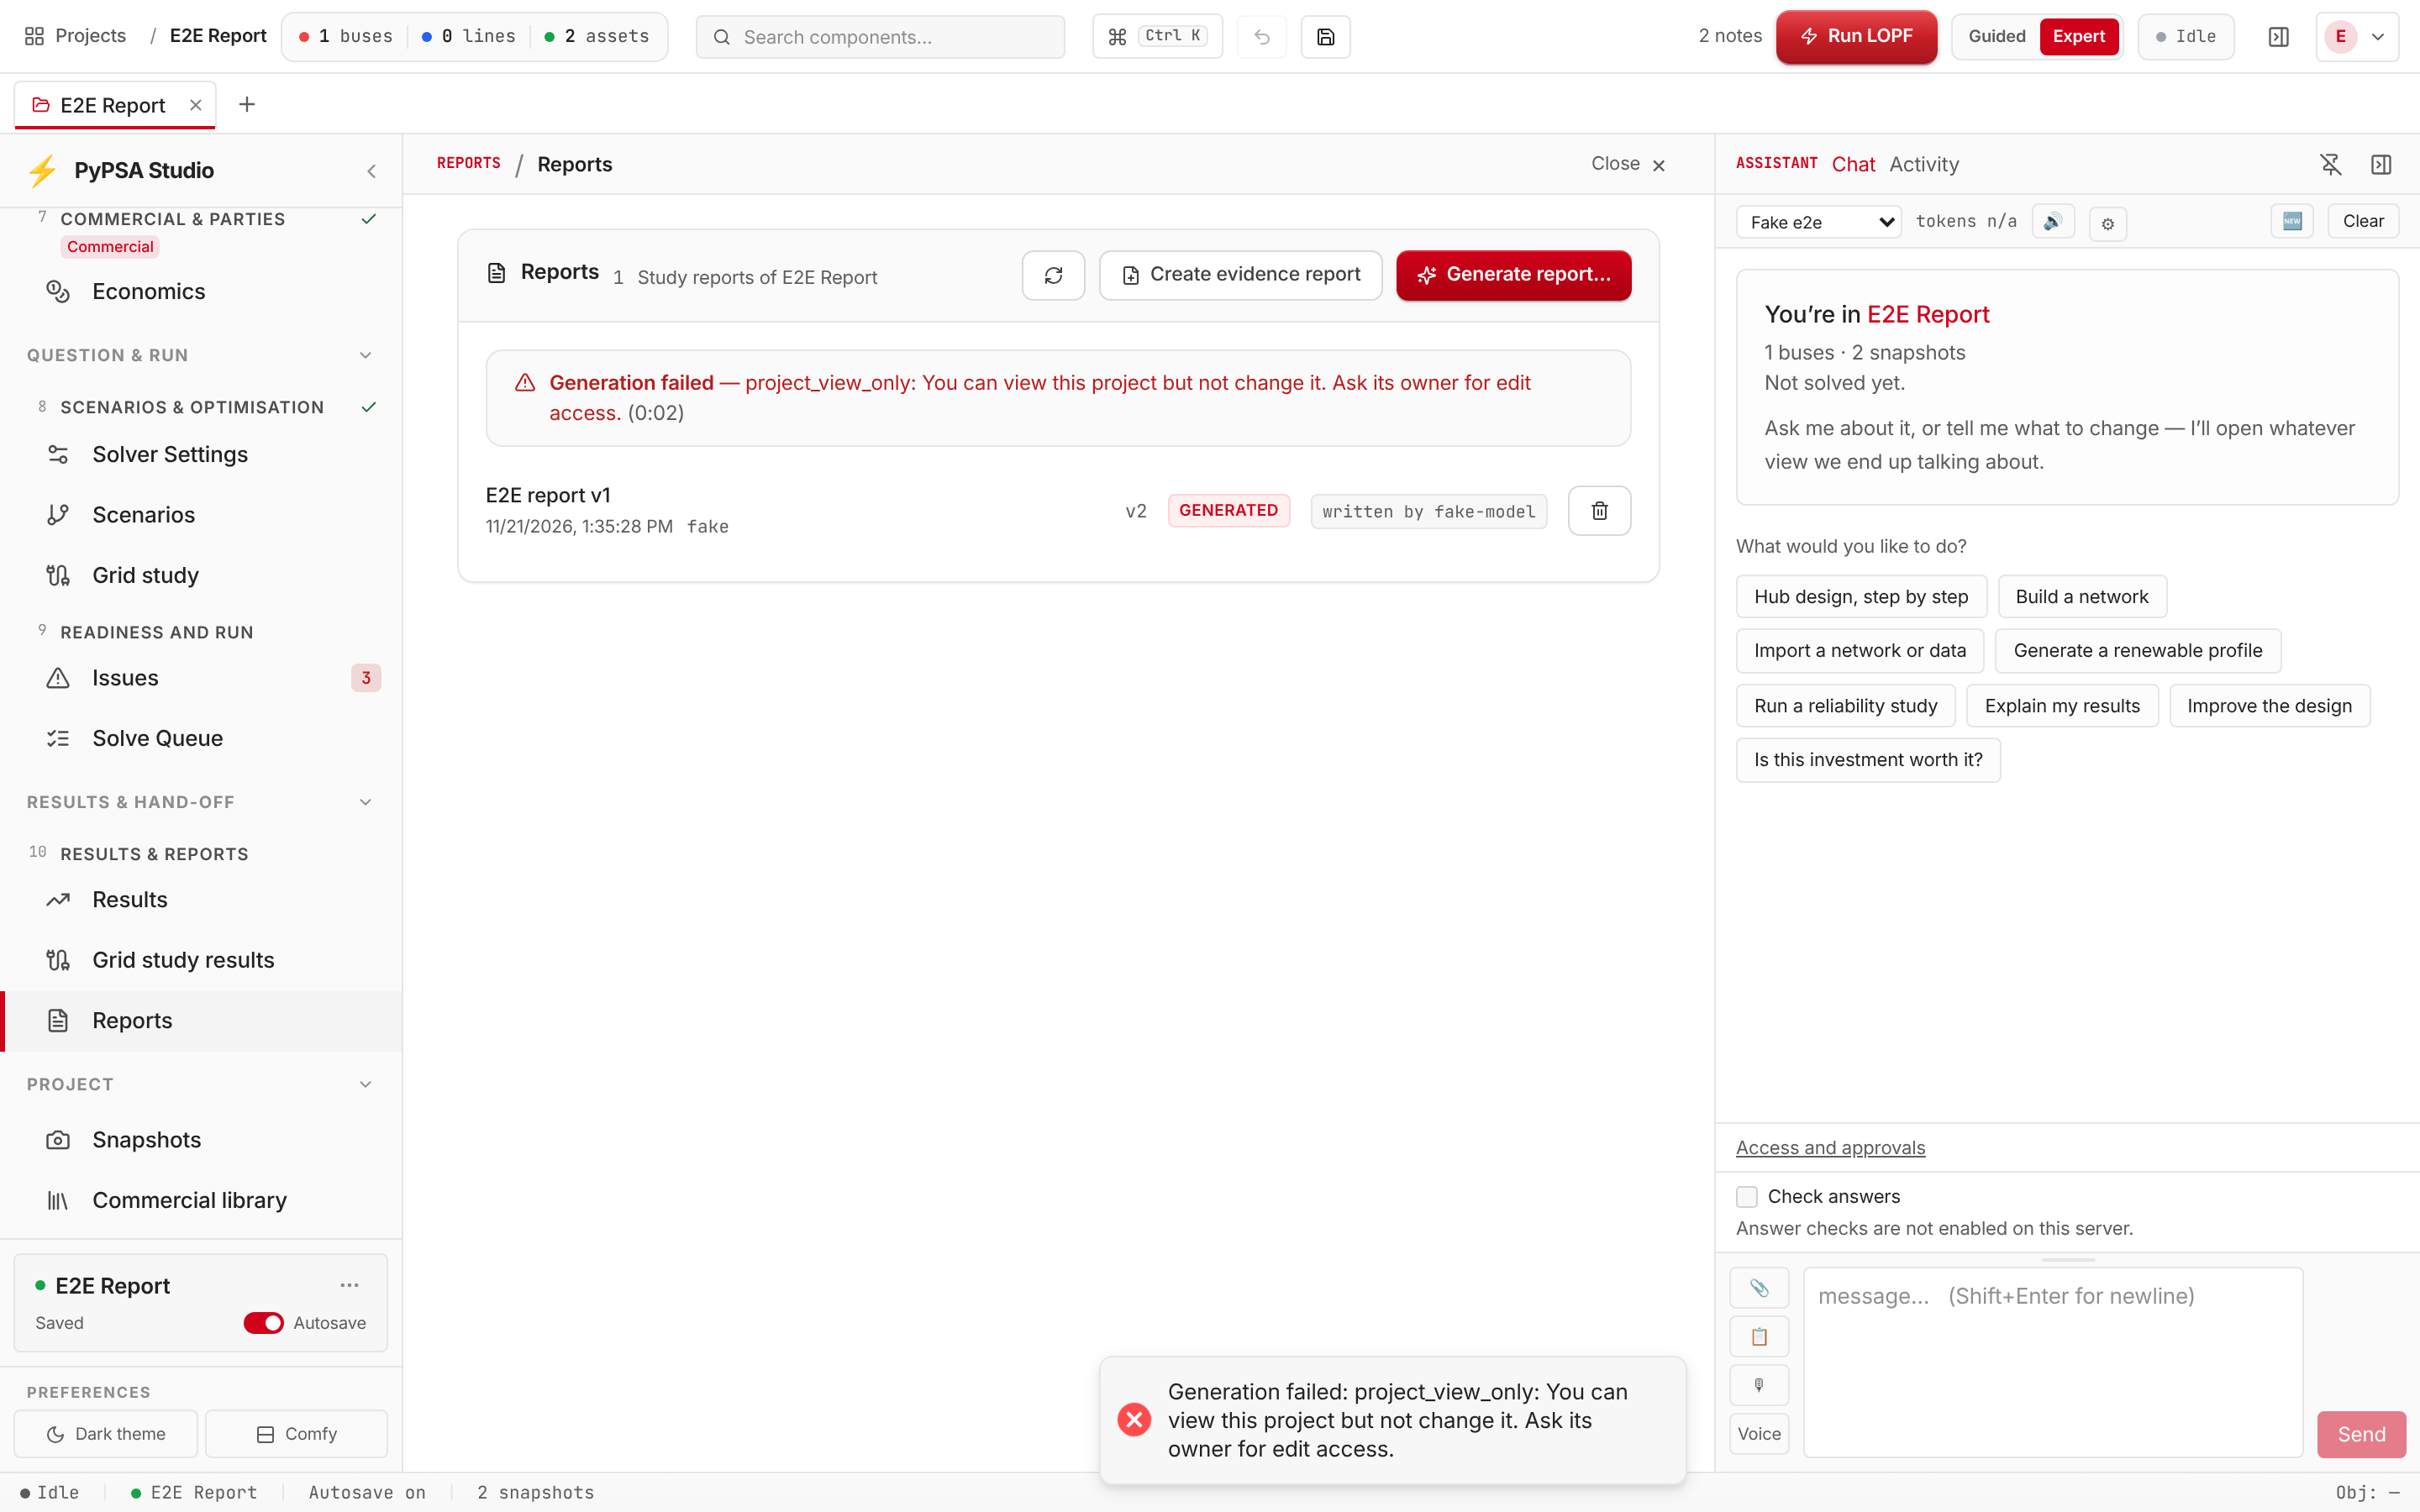 Projects / E2E Report
1 buses
0 lines
2 assets
Search components...
⌘ Ctrl K
2 notes
Run LOPF
Guided
Expert
Idle
E
E2E Report
PyPSA Studio
7 COMMERCIAL & PARTIES
Commercial
Economics
QUESTION & RUN
8 SCENARIOS & OPTIMISATION
Solver Settings
Scenarios
Grid study
9 READINESS AND RUN
Issues 3
Solve Queue
RESULTS & HAND-OFF
10 RESULTS & REPORTS
Results
Grid study results
Reports
PROJECT
Snapshots
Commercial library
E2E Report
Saved
Autosave
PREFERENCES
Dark theme
Comfy
REPORTS / Reports
Close
Reports 1 Study reports of E2E Report
Create evidence report
Generate report...
Generation failed — project_view_only: You can view this project but not change it. Ask its owner for edit
access. (0:02)
E2E report v1
11/21/2026, 1:35:28 PM fake
v2
GENERATED
written by fake-model
Generation failed: project_view_only: You can
view this project but not change it. Ask its
owner for edit access.
ASSISTANT Chat Activity
Fake e2e
tokens n/a
NEW
Clear
You’re in E2E Report
1 buses · 2 snapshots
Not solved yet.
Ask me about it, or tell me what to change — I’ll open whatever
view we end up talking about.
What would you like to do?
Hub design, step by step
Build a network
Import a network or data
Generate a renewable profile
Run a reliability study
Explain my results
Improve the design
Is this investment worth it?
Access and approvals
Check answers
Answer checks are not enabled on this server.
message... (Shift+Enter for newline)
Voice
Send
Idle
E2E Report
Autosave on
2 snapshots
Obj: —